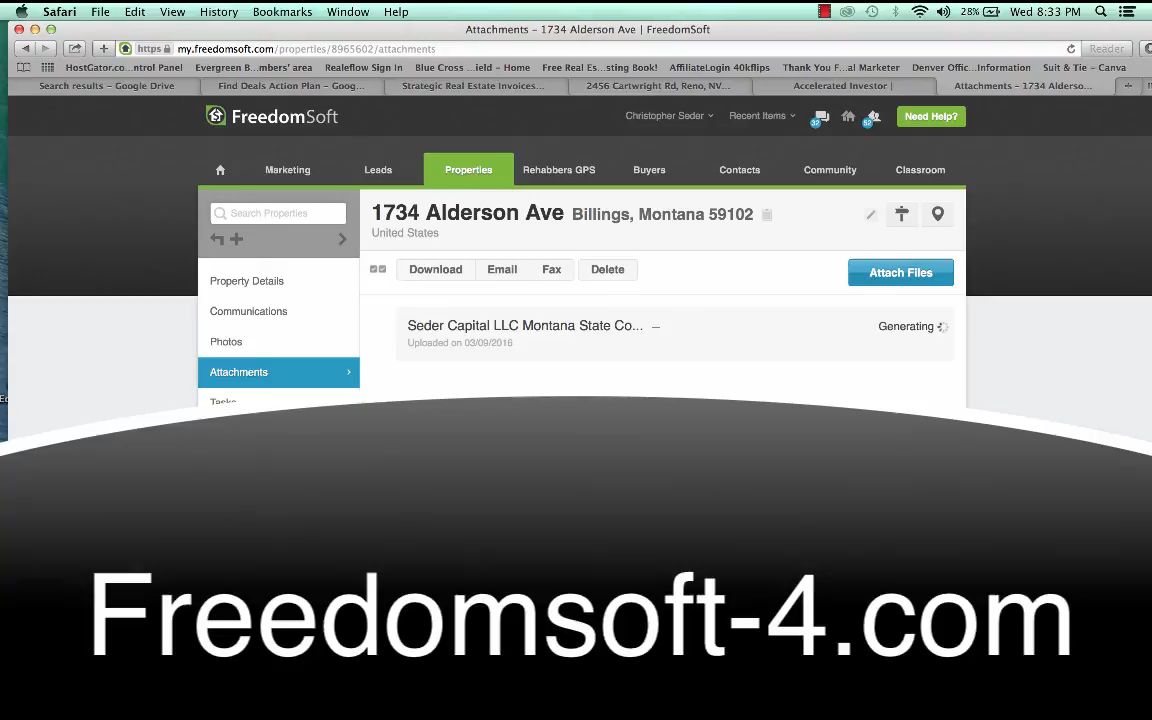 Safari File Edit View History Bookmarks Window Help 28% Wed 8:33 PM
Attachments – 1734 Alderson Ave | FreedomSoft
https my.freedomsoft.com/properties/8965602/attachments Reader
HostGator.co...ntrol Panel Evergreen B...mbers' area Realeflow Sign In Blue Cross ...ield - Home Free Real Es...sting Book! AffiliateLogin 40kflips Thank You F...al Marketer Denver Offic...Information Suit & Tie – Canva
Search results – Google Drive Find Deals Action Plan – Goog... Strategic Real Estate Invoices... 2456 Cartwright Rd, Reno, NV... Accelerated Investor | Attachments – 1734 Alderso...
FreedomSoft Christopher Seder Recent Items 32 52 Need Help?
Marketing Leads Properties Rehabbers GPS Buyers Contacts Community Classroom
Search Properties
1734 Alderson Ave Billings, Montana 59102
United States
Download Email Fax Delete Attach Files
Property Details
Communications
Photos
Attachments
Tasks
Seder Capital LLC Montana State Co... – Generating
Uploaded on 03/09/2016
Freedomsoft-4.com